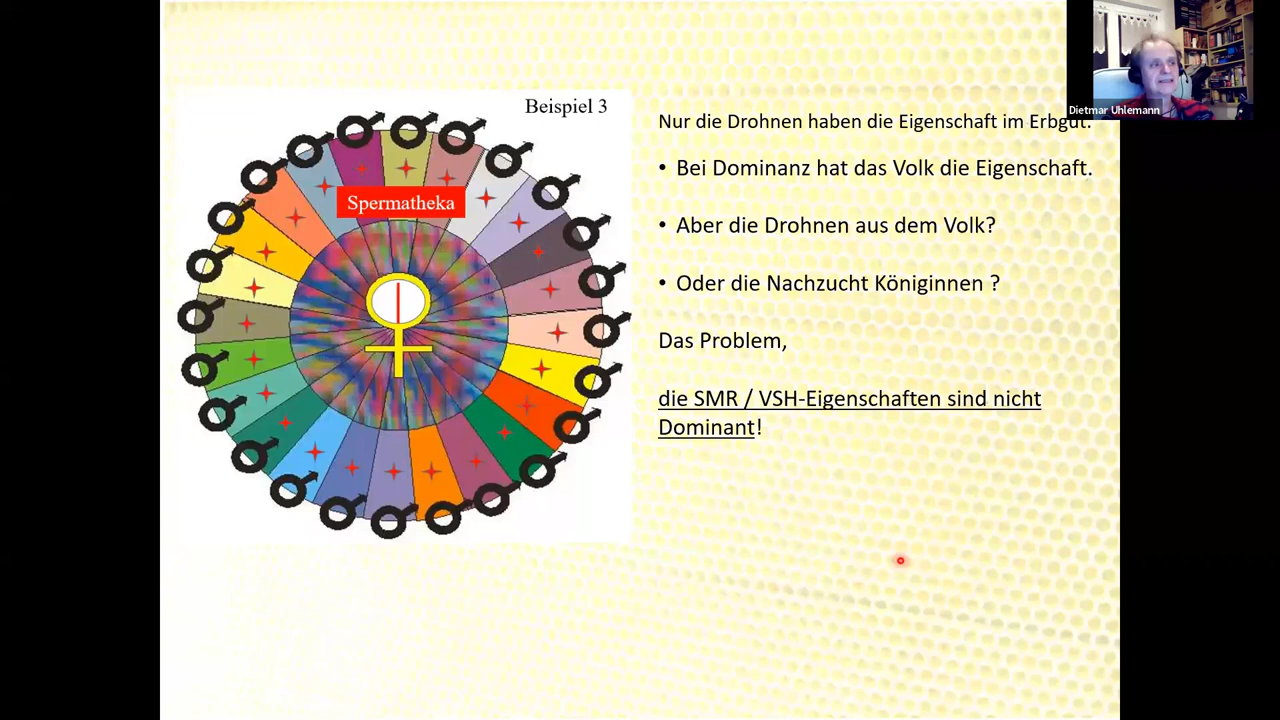 Beispiel 3
Spermatheka
Nur die Drohnen haben die Eigenschaft im Erbgut.
• Bei Dominanz hat das Volk die Eigenschaft.
• Aber die Drohnen aus dem Volk?
• Oder die Nachzucht Königinnen ?
Das Problem,
die SMR / VSH-Eigenschaften sind nicht
Dominant!
Dietmar Uhlemann